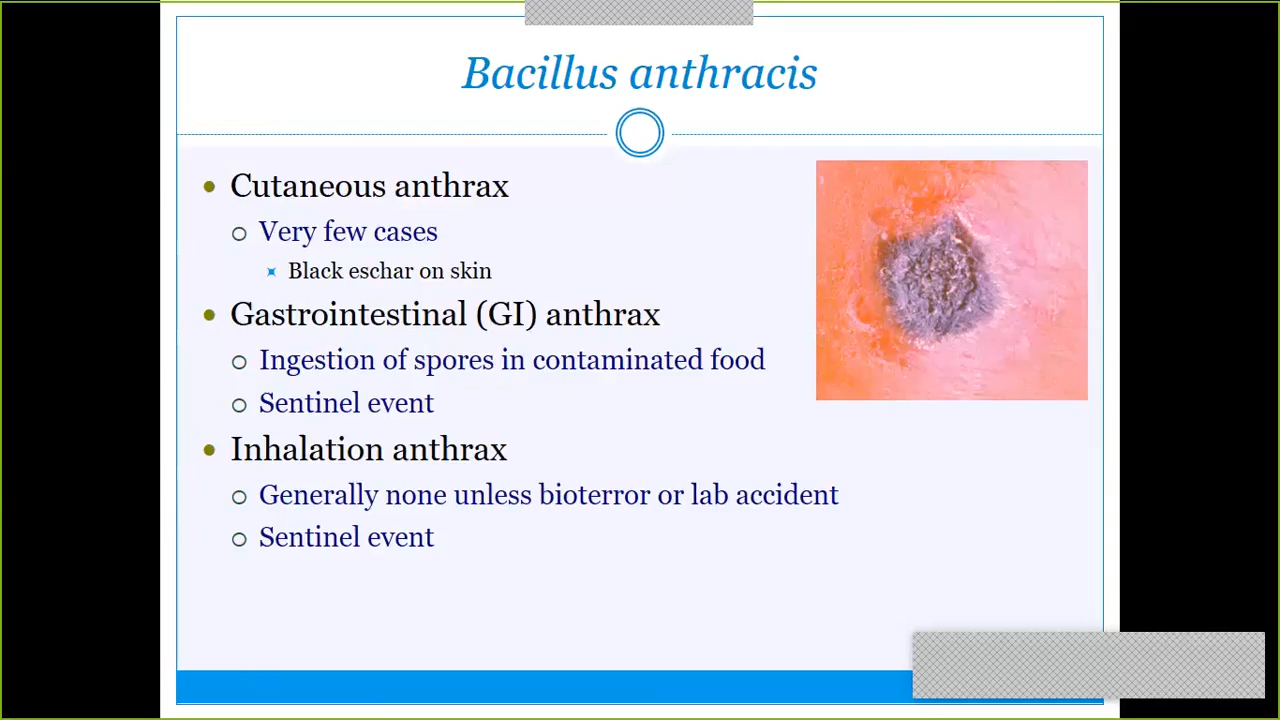 Bacillus anthracis
Cutaneous anthrax
Very few cases
Black eschar on skin
Gastrointestinal (GI) anthrax
Ingestion of spores in contaminated food
Sentinel event
Inhalation anthrax
Generally none unless bioterror or lab accident
Sentinel event